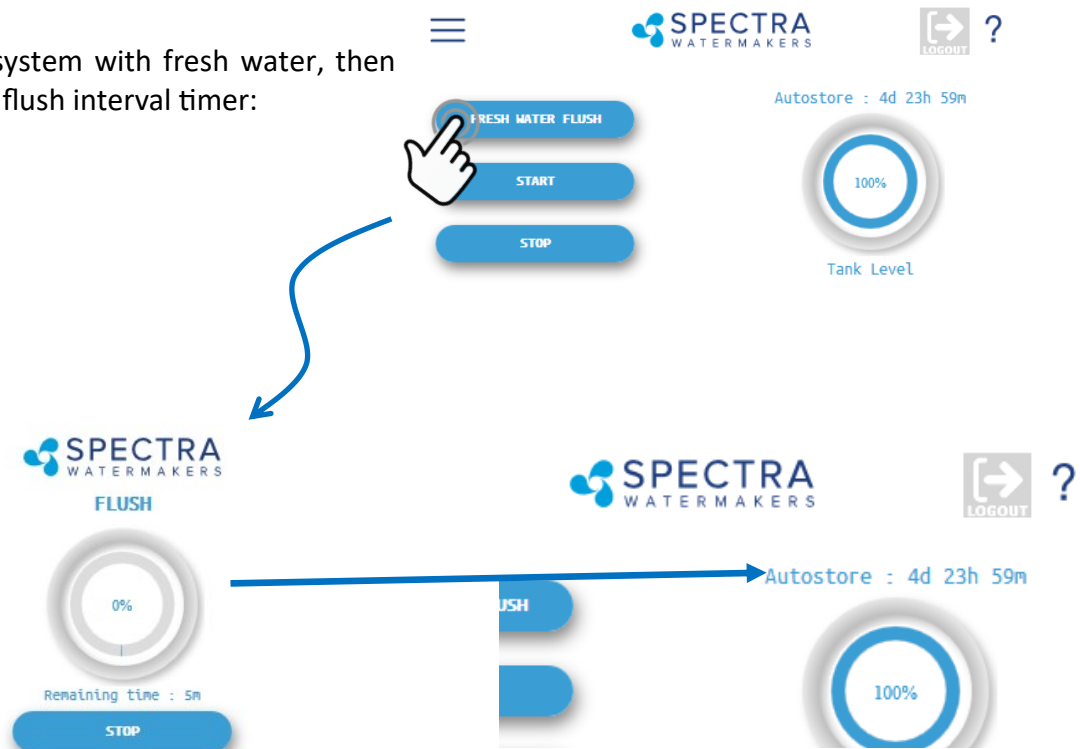 system with fresh water, then
flush interval timer:
SPECTRA
WATERMAKERS
LOGOUT
?
FRESH WATER FLUSH
START
STOP
Autostore : 4d 23h 59m
100%
Tank Level
SPECTRA
WATERMAKERS
FLUSH
0%
Remaining time : 5m
STOP
SPECTRA
WATERMAKERS
LOGOUT
?
Autostore : 4d 23h 59m
USH
100%